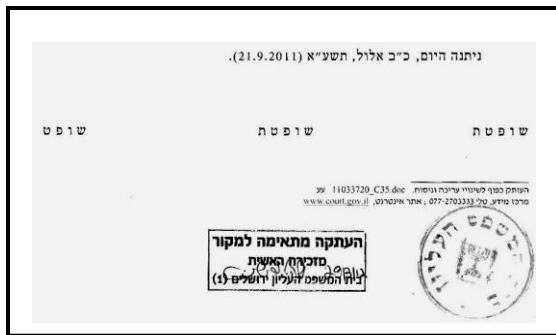 ניתנה היום, כ"ב אלול, תשע"א (21.9.2011).
שופטת שופטת שופט
העותק כפוף לשינויי עריכה וניסוח. 11033720_C35.doc עע
מרכז מידע, טל' 077-2703333 ; אתר אינטרנט, www.court.gov.il
העתקה מתאימה למקור
מזכירה ראשית
בית המשפט העליון ירושלים (1)
המשפט העליון